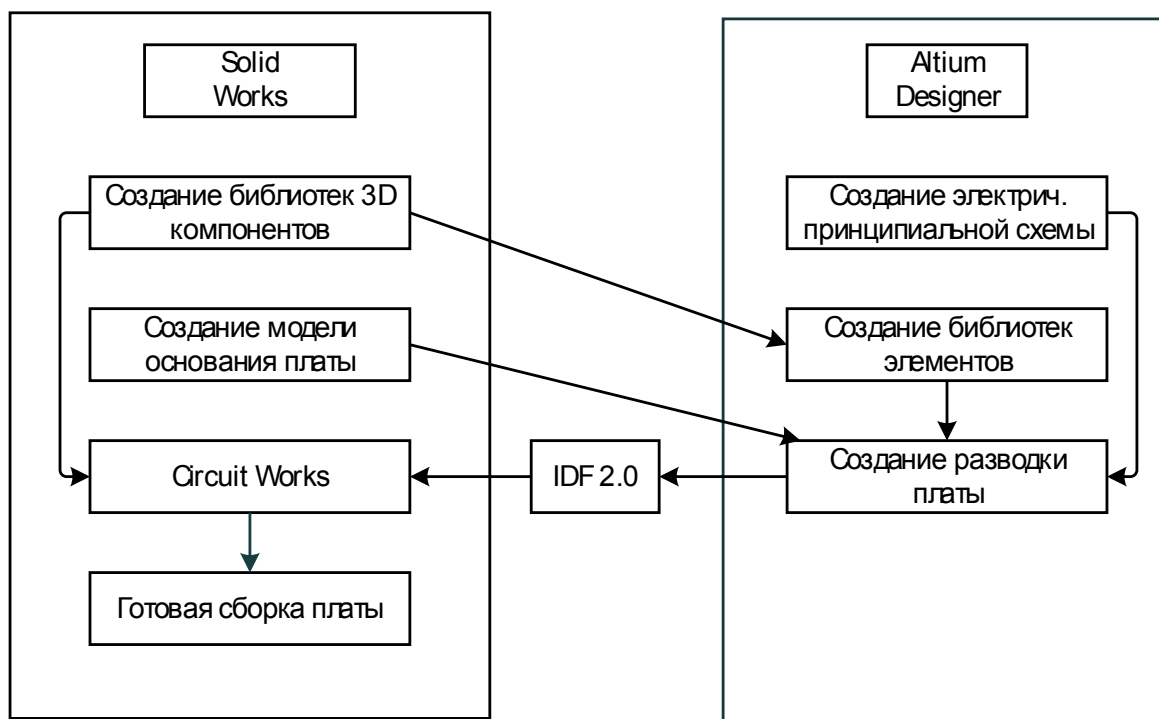 Solid
Works
Altium
Designer
Создание библиотек 3D
компонентов
Создание электрич.
принципиальной схемы
Создание модели
основания платы
Создание библиотек
элементов
Circuit Works
IDF 2.0
Создание разводки
платы
Готовая сборка платы